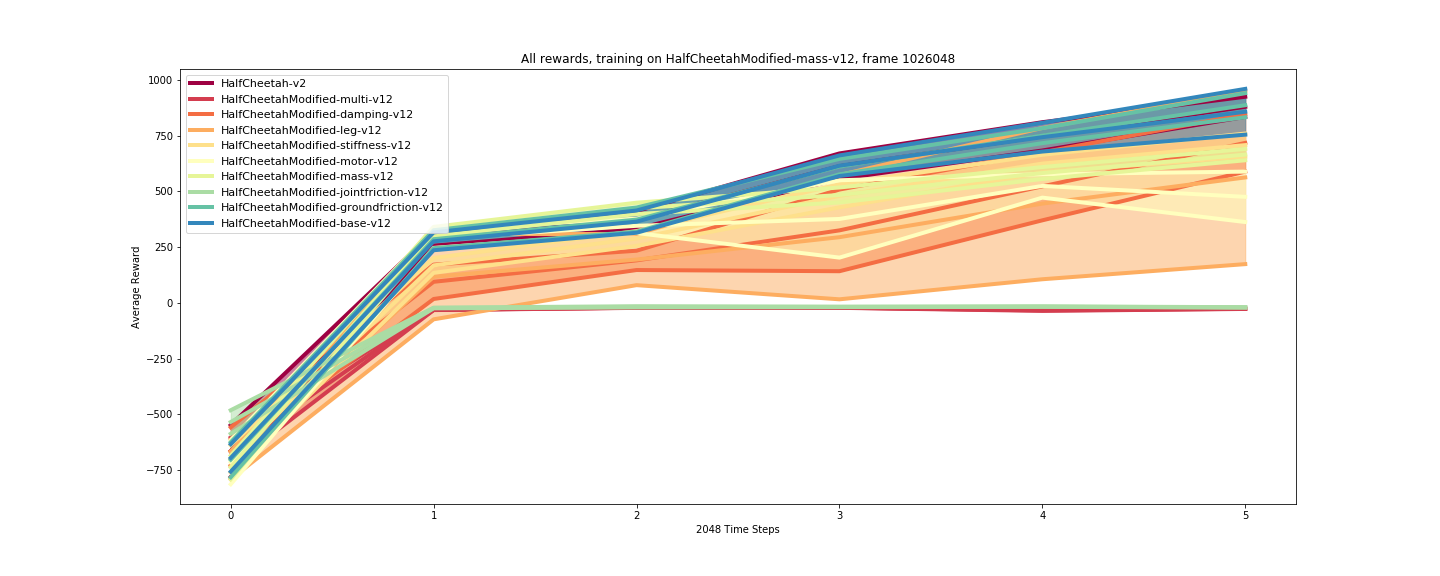 All rewards, training on HalfCheetahModified-mass-v12, frame 1026048
1000
750
500
250
0
−250
−500
−750
Average Reward
HalfCheetah-v2
HalfCheetahModified-multi-v12
HalfCheetahModified-damping-v12
HalfCheetahModified-leg-v12
HalfCheetahModified-stiffness-v12
HalfCheetahModified-motor-v12
HalfCheetahModified-mass-v12
HalfCheetahModified-jointfriction-v12
HalfCheetahModified-groundfriction-v12
HalfCheetahModified-base-v12
0 1 2 3 4 5
2048 Time Steps